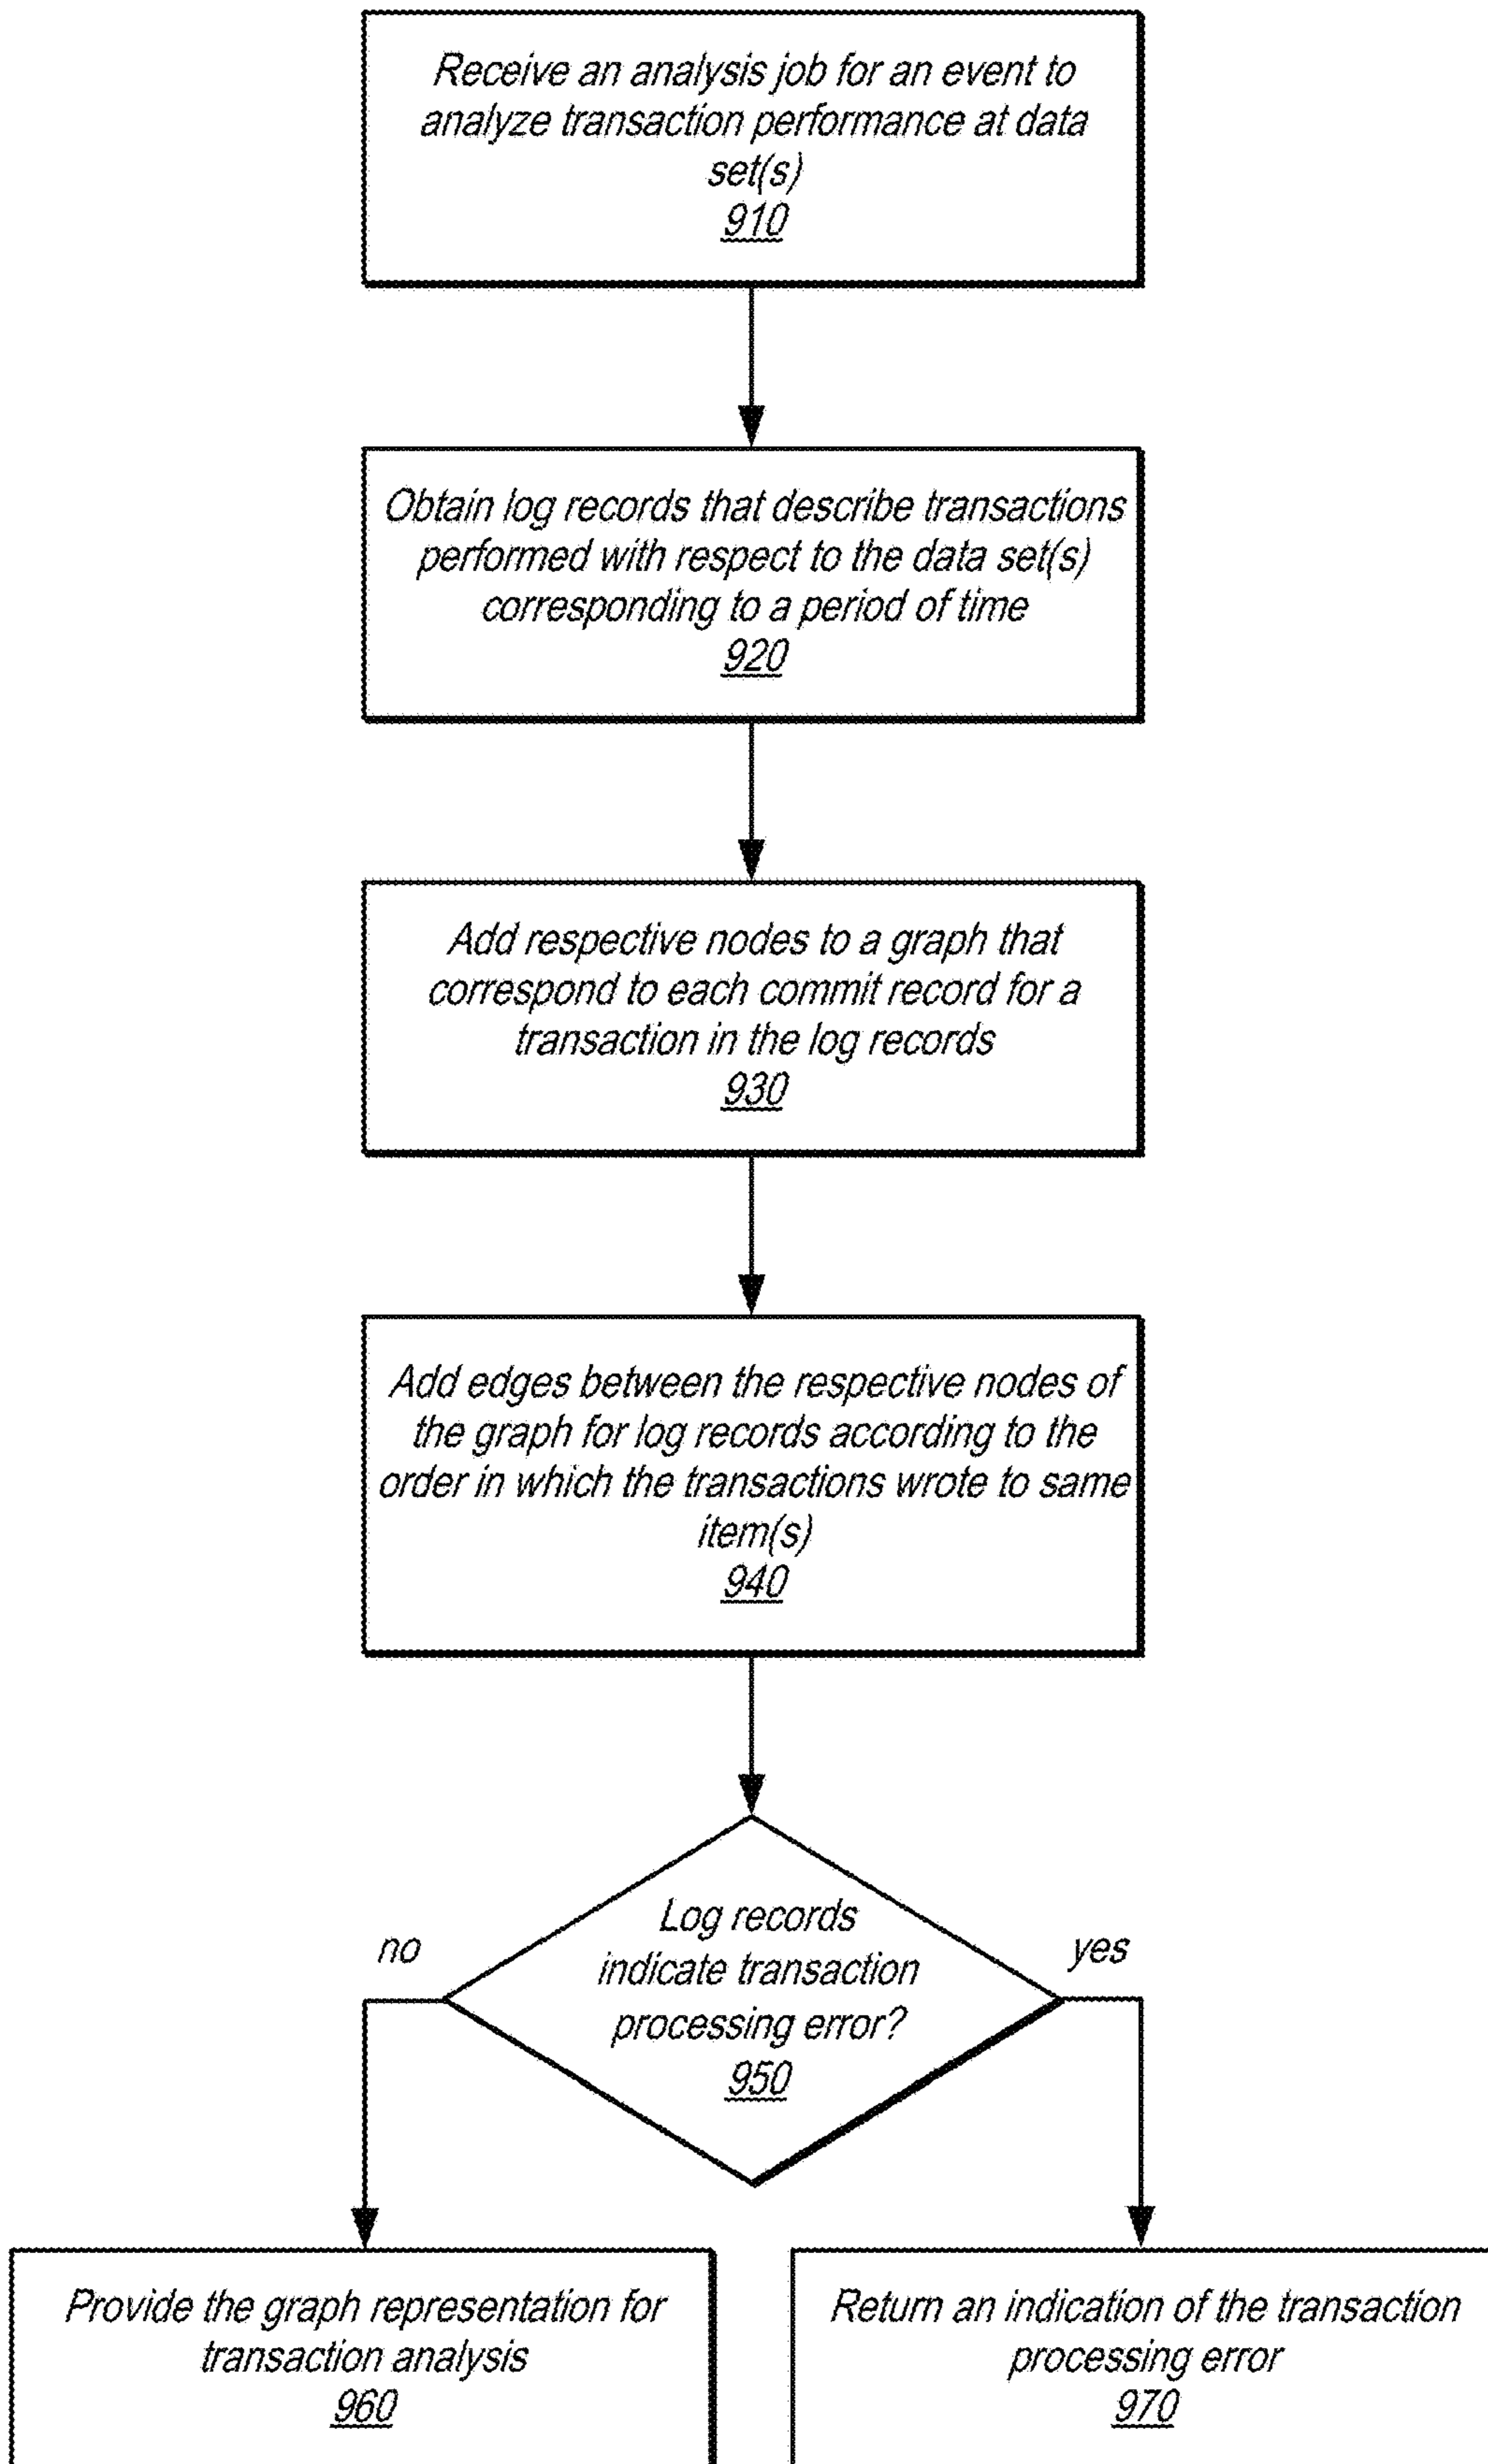 Receive an analysis job for an event to
analyze transaction performance at data
set(s)
910
Obtain log records that describe transactions
performed with respect to the data set(s)
corresponding to a period of time
920
Add respective nodes to a graph that
correspond to each commit record for a
transaction in the log records
930
Add edges between the respective nodes of
the graph for log records according to the
order in which the transactions wrote to same
item(s)
940
Log records
indicate transaction
processing error?
950
no
yes
Provide the graph representation for
transaction analysis
960
Return an indication of the transaction
processing error
970